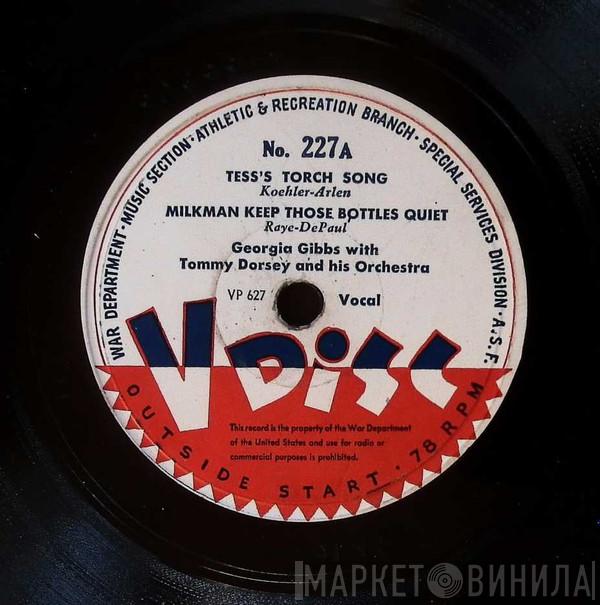 WAR DEPARTMENT · MUSIC SECTION · ATHLETIC & RECREATION BRANCH · SPECIAL SERVICES DIVISION · A.S.F.
No. 227A
TESS'S TORCH SONG
Koehler-Arlen
MILKMAN KEEP THOSE BOTTLES QUIET
Raye-DePaul
Georgia Gibbs with
Tommy Dorsey and his Orchestra
VP 627 Vocal
V DISC
This record is the property of the War Department
of the United States and use for radio or
commercial purposes is prohibited.
OUTSIDE START · 78 RPM
МАРКЕТ ВИНИЛА